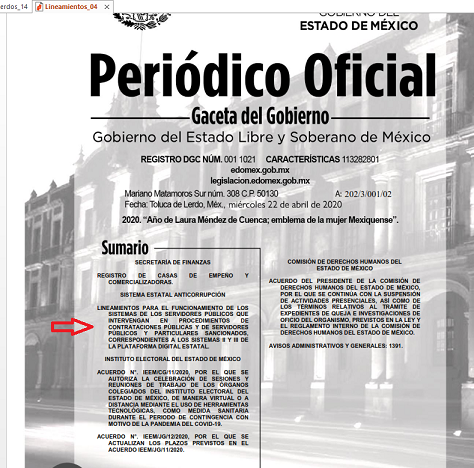 Lineamientos_04
ESTADO DE MÉXICO
Periódico Oficial
Gaceta del Gobierno
Gobierno del Estado Libre y Soberano de México
REGISTRO DGC NÚM. 001 1021 CARACTERÍSTICAS 113282801
edomex.gob.mx
legislacion.edomex.gob.mx
Mariano Matamoros Sur núm. 308 C.P. 50130 A: 202/3/001/02
Fecha: Toluca de Lerdo, Méx., miércoles 22 de abril de 2020
2020. “Año de Laura Méndez de Cuenca; emblema de la mujer Mexiquense”.
Sumario
SECRETARÍA DE FINANZAS
REGISTRO DE CASAS DE EMPEÑO Y
COMERCIALIZADORAS.
SISTEMA ESTATAL ANTICORRUPCIÓN
LINEAMIENTOS PARA EL FUNCIONAMIENTO DE LOS
SISTEMAS DE LOS SERVIDORES PÚBLICOS QUE
INTERVENGAN EN PROCEDIMIENTOS DE
CONTRATACIONES PÚBLICAS Y DE SERVIDORES
PÚBLICOS Y PARTICULARES SANCIONADOS,
CORRESPONDIENTES A LOS SISTEMAS II Y III DE
LA PLATAFORMA DIGITAL ESTATAL.
INSTITUTO ELECTORAL DEL ESTADO DE MÉXICO
ACUERDO N°. IEEM/CG/11/2020, POR EL QUE SE
AUTORIZA LA CELEBRACIÓN DE SESIONES Y
REUNIONES DE TRABAJO DE LOS ÓRGANOS
COLEGIADOS DEL INSTITUTO ELECTORAL DEL
ESTADO DE MÉXICO, DE MANERA VIRTUAL O A
DISTANCIA MEDIANTE EL USO DE HERRAMIENTAS
TECNOLÓGICAS, COMO MEDIDA SANITARIA
DURANTE EL PERIODO DE CONTINGENCIA CON
MOTIVO DE LA PANDEMIA DEL COVID-19.
ACUERDO N°. IEEM/JG/12/2020, POR EL QUE SE
ACTUALIZAN LOS PLAZOS PREVISTOS EN EL
ACUERDO IEEM/JG/11/2020.
COMISIÓN DE DERECHOS HUMANOS DEL
ESTADO DE MÉXICO
ACUERDO DEL PRESIDENTE DE LA COMISIÓN DE
DERECHOS HUMANOS DEL ESTADO DE MÉXICO,
POR EL QUE SE CONTINÚA CON LA SUSPENSIÓN
DE ACTIVIDADES PRESENCIALES, ASÍ COMO DE
LOS TÉRMINOS RELATIVOS AL TRÁMITE DE
EXPEDIENTES DE QUEJA E INVESTIGACIONES DE
OFICIO DEL ORGANISMO, PREVISTOS EN LA LEY Y
EL REGLAMENTO INTERNO DE LA COMISIÓN DE
DERECHOS HUMANOS DEL ESTADO DE MÉXICO.
AVISOS ADMINISTRATIVOS Y GENERALES: 1391.